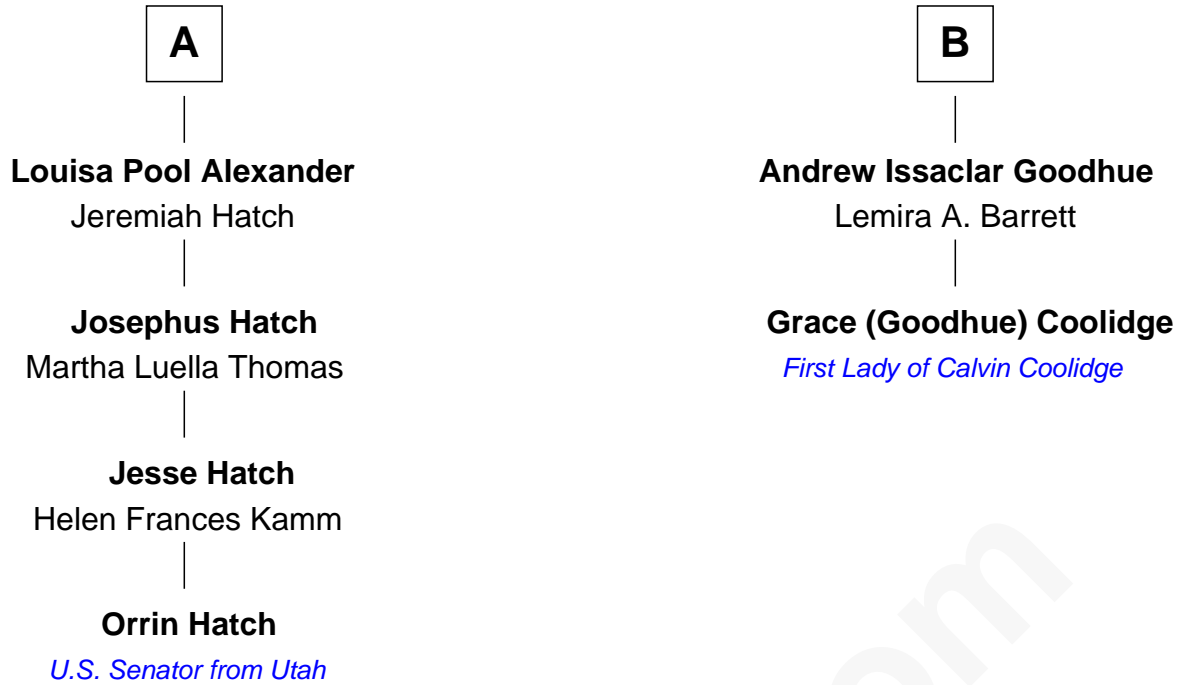 A
Louisa Pool Alexander
Jeremiah Hatch
Josephus Hatch
Martha Luella Thomas
Jesse Hatch
Helen Frances Kamm
Orrin Hatch
U.S. Senator from Utah
B
Andrew Issaclar Goodhue
Lemira A. Barrett
Grace (Goodhue) Coolidge
First Lady of Calvin Coolidge
om